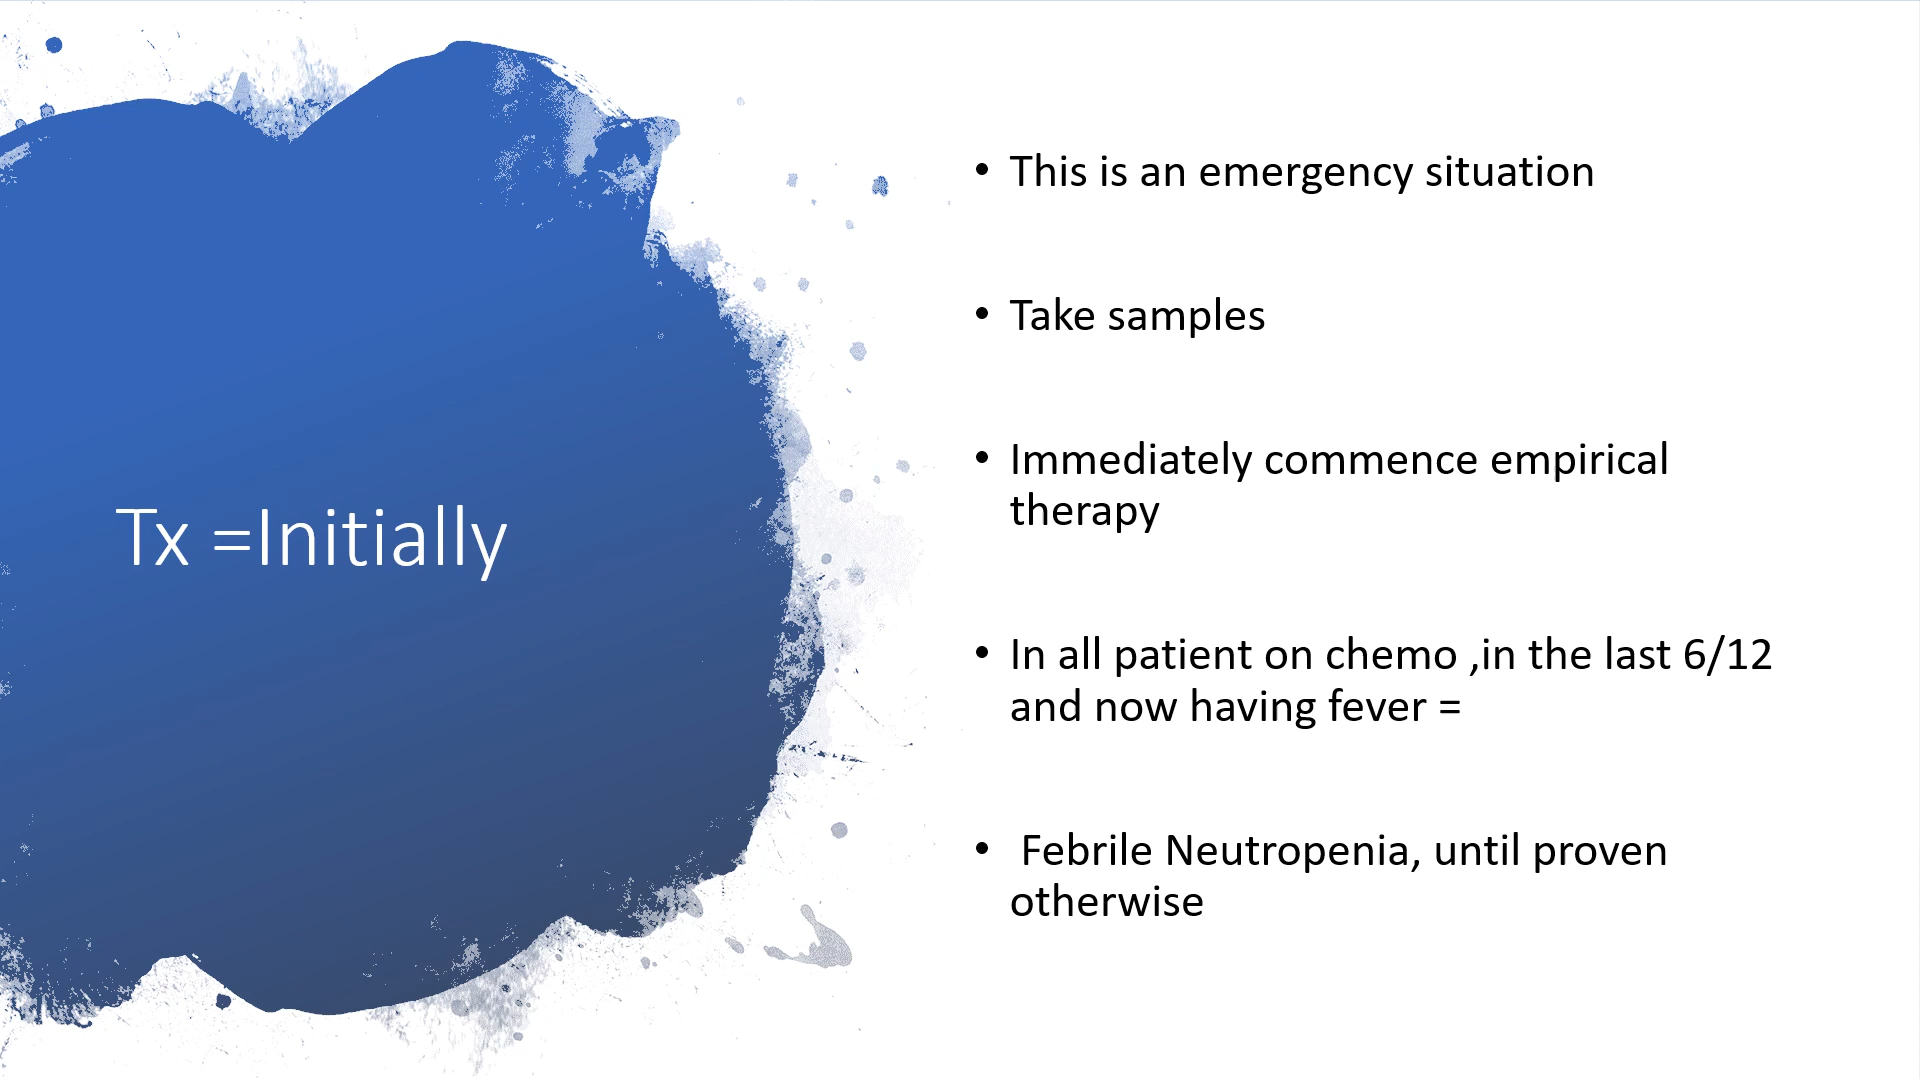 Tx =Initially
• This is an emergency situation
• Take samples
• Immediately commence empirical
therapy
• In all patient on chemo ,in the last 6/12
and now having fever =
• Febrile Neutropenia, until proven
otherwise